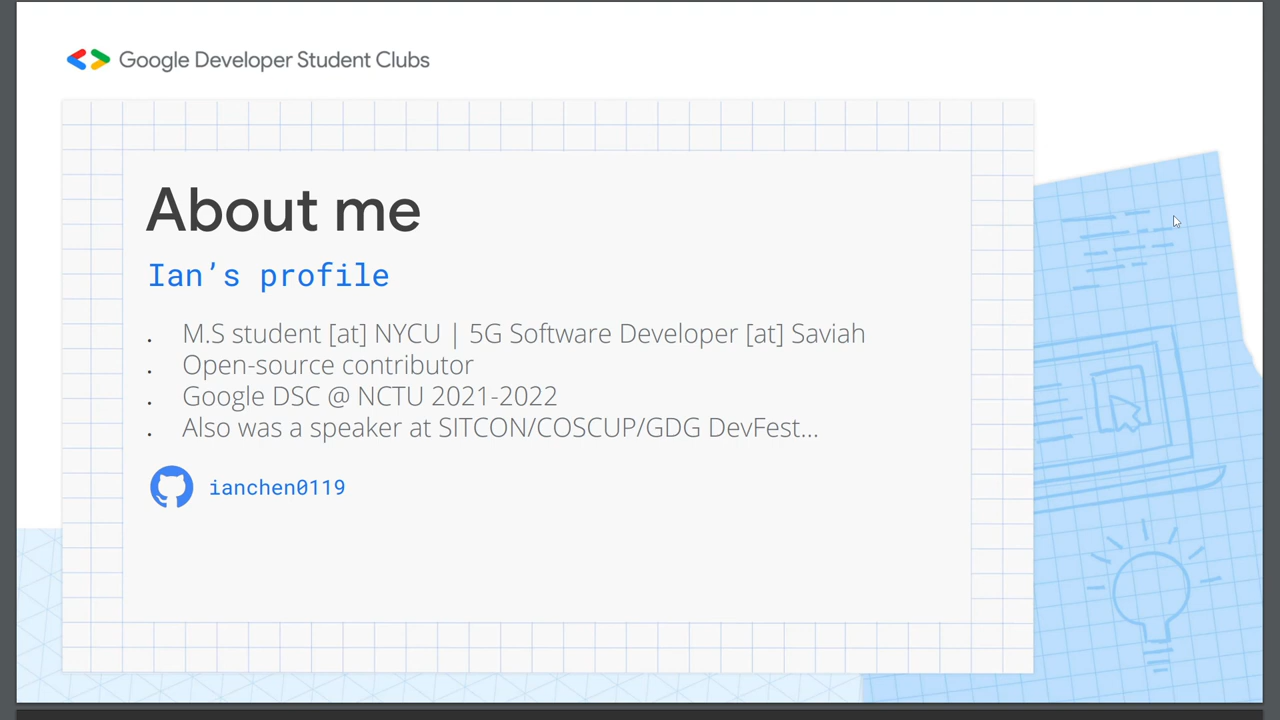 Google Developer Student Clubs
About me
Ian’s profile
. M.S student [at] NYCU | 5G Software Developer [at] Saviah
. Open-source contributor
. Google DSC @ NCTU 2021-2022
. Also was a speaker at SITCON/COSCUP/GDG DevFest...
ianchen0119